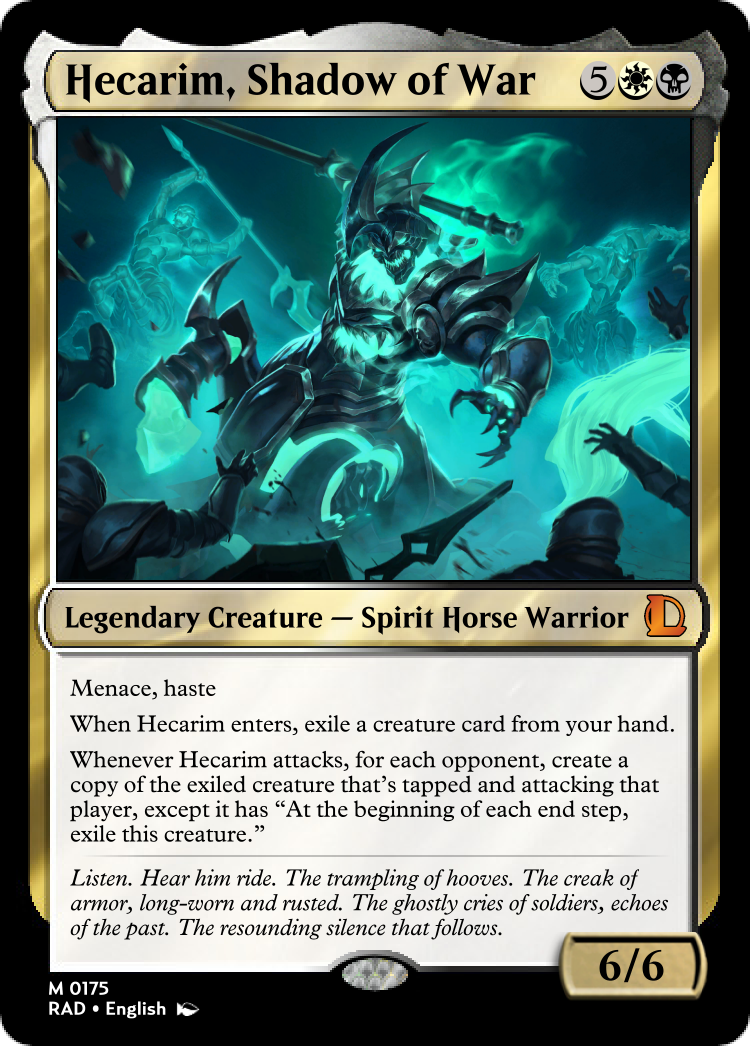 Hecarim, Shadow of War 5
Legendary Creature — Spirit Horse Warrior
Menace, haste
When Hecarim enters, exile a creature card from your hand.
Whenever Hecarim attacks, for each opponent, create a
copy of the exiled creature that's tapped and attacking that
player, except it has “At the beginning of each end step,
exile this creature.”
Listen. Hear him ride. The trampling of hooves. The creak of
armor, long-worn and rusted. The ghostly cries of soldiers, echoes
of the past. The resounding silence that follows.
6/6
M 0175
RAD • English